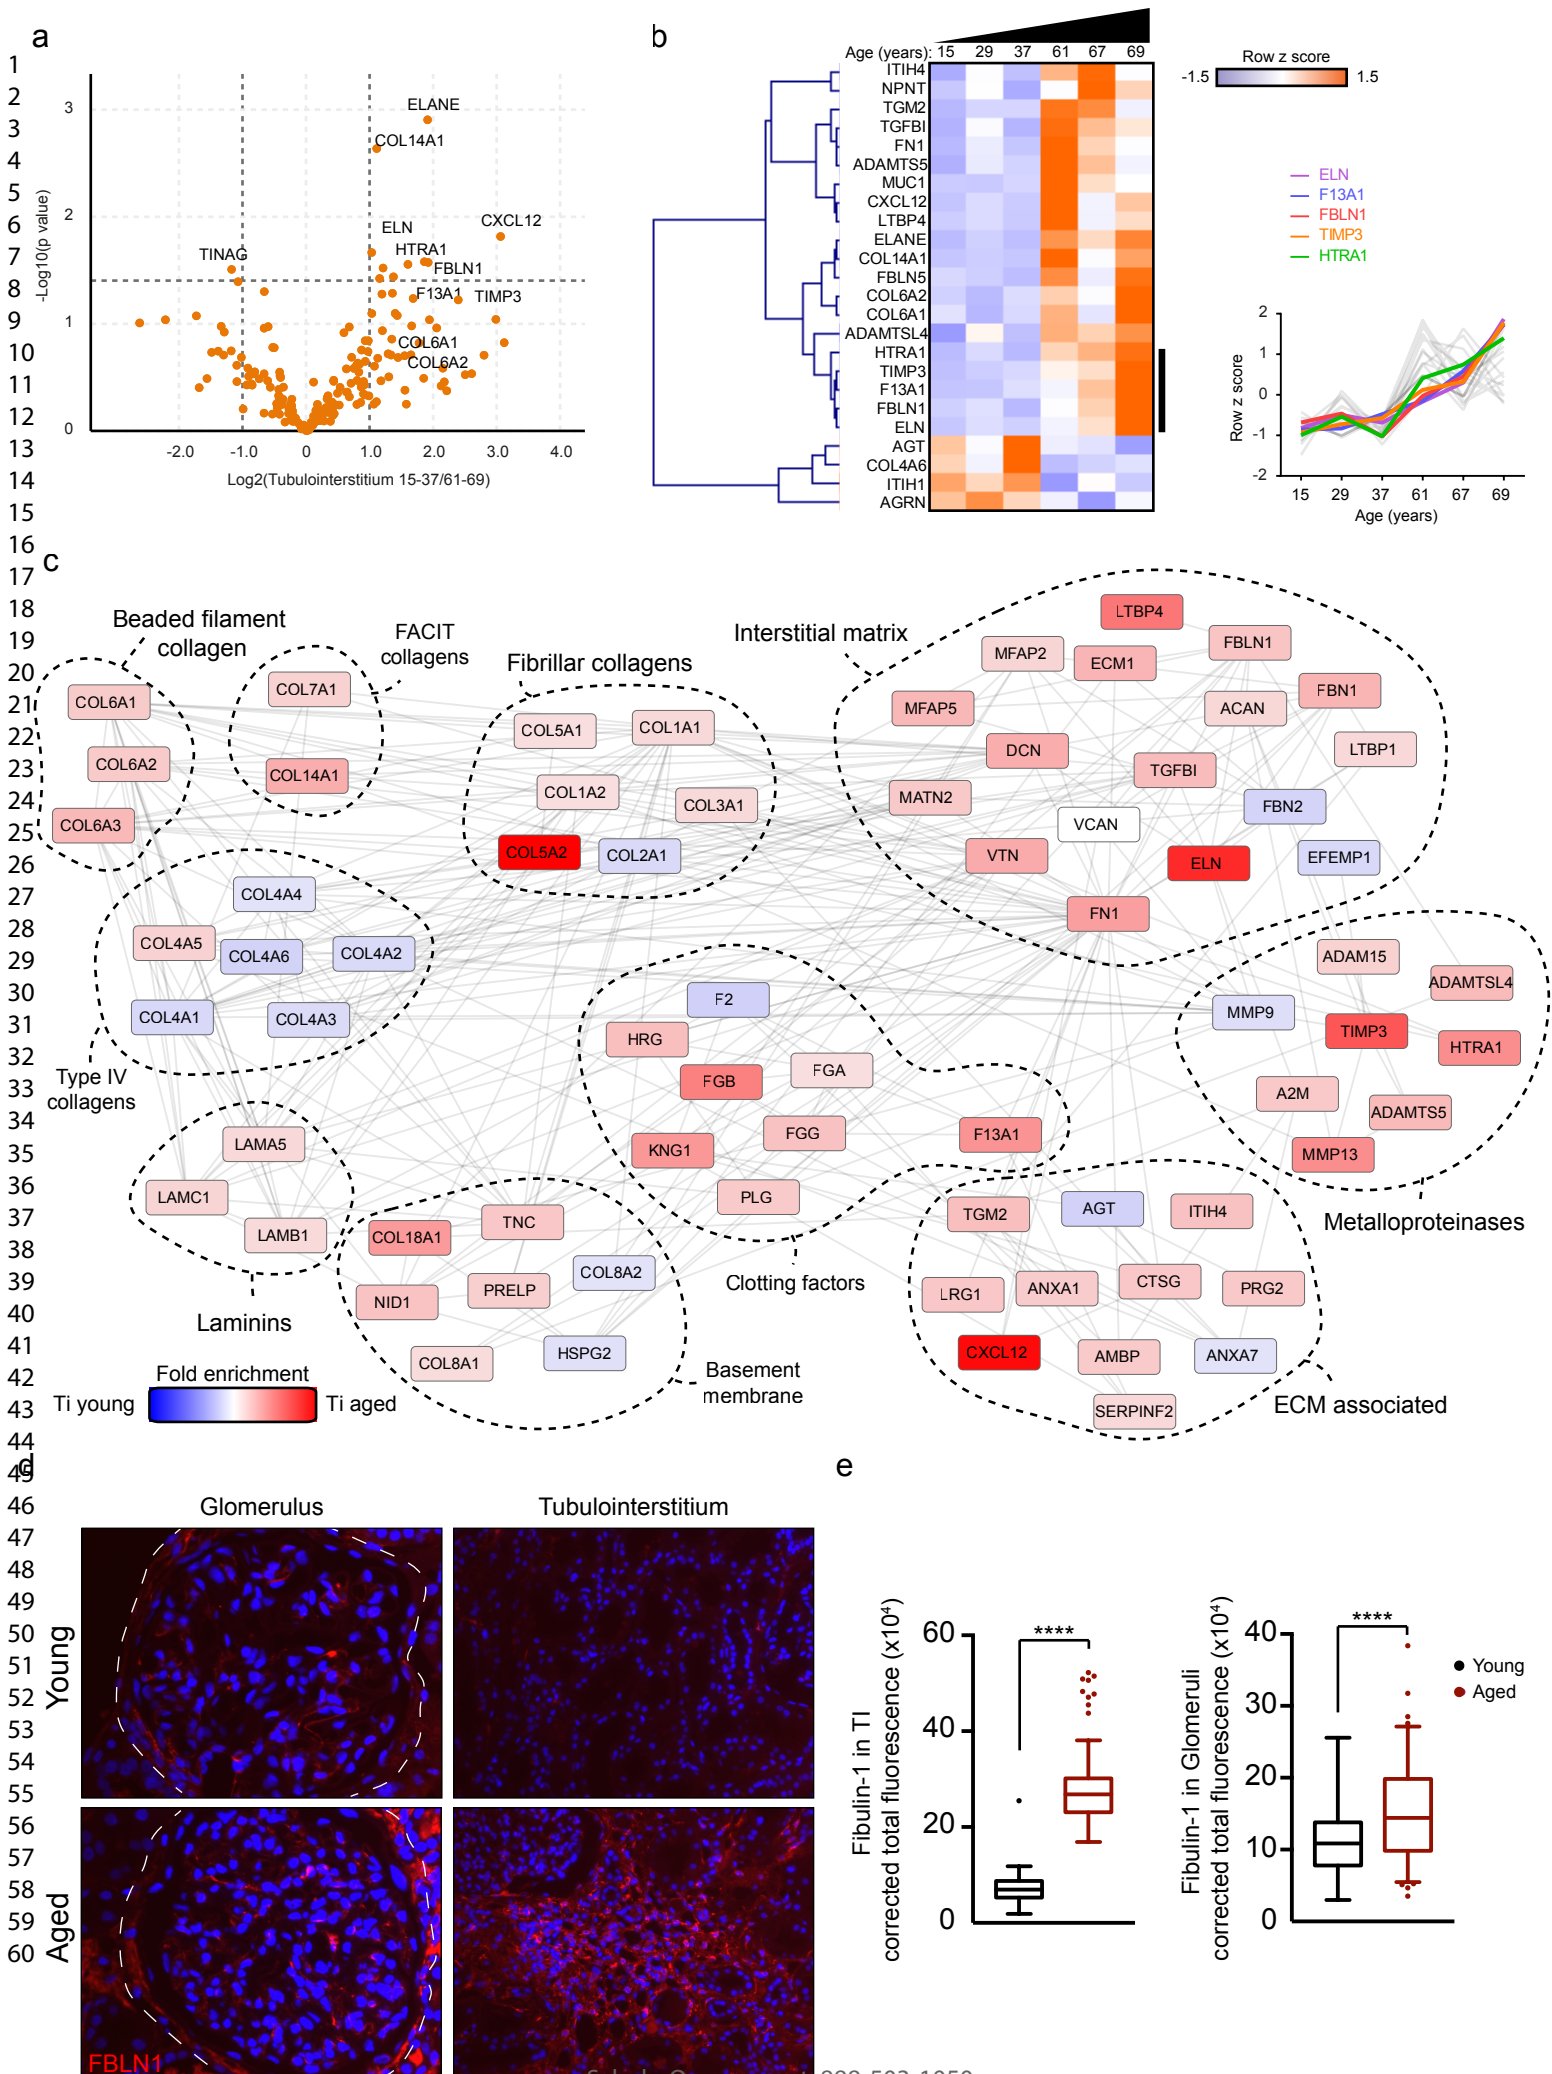 a
ELANE
COL14A1
CXCL12
ELN
HTRA1
FBLN1
TINAG
F13A1
TIMP3
COL6A1
COL6A2
-Log10(p value)
3
2
1
0
-2.0 -1.0 0 1.0 2.0 3.0 4.0
Log2(Tubulointerstitium 15-37/61-69)
b
Age (years): 15 29 37 61 67 69
ITIH4
NPNT
TGM2
TGFBI
FN1
ADAMTS5
MUC1
CXCL12
LTBP4
ELANE
COL14A1
FBLN5
COL6A2
COL6A1
ADAMTSL4
HTRA1
TIMP3
F13A1
FBLN1
ELN
AGT
COL4A6
ITIH1
AGRN
Row z score
-1.5 1.5
ELN
F13A1
FBLN1
TIMP3
HTRA1
Row z score
2
1
0
-1
-2
15 29 37 61 67 69
Age (years)
1
2
3
4
5
6
7
8
9
10
11
12
13
14
15
16
17
18
19
20
21
22
23
24
25
26
27
28
29
30
31
32
33
34
35
36
37
38
39
40
41
42
43
44
45
46
47
48
49
50
51
52
53
54
55
56
57
58
59
60
c
Beaded filament
collagen
COL6A1
COL6A2
COL6A3
FACIT
collagens
COL7A1
COL14A1
Fibrillar collagens
COL5A1
COL1A1
COL1A2
COL3A1
COL5A2
COL2A1
Interstitial matrix
LTBP4
MFAP2
ECM1
FBLN1
MFAP5
ACAN
FBN1
DCN
TGFBI
LTBP1
MATN2
VCAN
FBN2
VTN
ELN
EFEMP1
FN1
COL4A4
COL4A5
COL4A6
COL4A2
COL4A1
COL4A3
Type IV
collagens
F2
HRG
FGB
FGA
KNG1
FGG
F13A1
PLG
Clotting factors
ADAM15
ADAMTSL4
MMP9
TIMP3
HTRA1
A2M
ADAMTS5
MMP13
Metalloproteinases
LAMA5
LAMC1
LAMB1
Laminins
COL18A1
TNC
COL8A2
NID1
PRELP
COL8A1
HSPG2
Basement
membrane
TGM2
AGT
ITIH4
LRG1
ANXA1
CTSG
PRG2
CXCL12
AMBP
ANXA7
SERPINF2
ECM associated
Fold enrichment
Ti young Ti aged
d
Glomerulus Tubulointerstitium
Young
Aged
FBLN1
e
Fibulin-1 in TI
corrected total fluorescence (x10⁴)
60
40
20
0
****
Fibulin-1 in Glomeruli
corrected total fluorescence (x10⁴)
40
30
20
10
0
****
Young
Aged